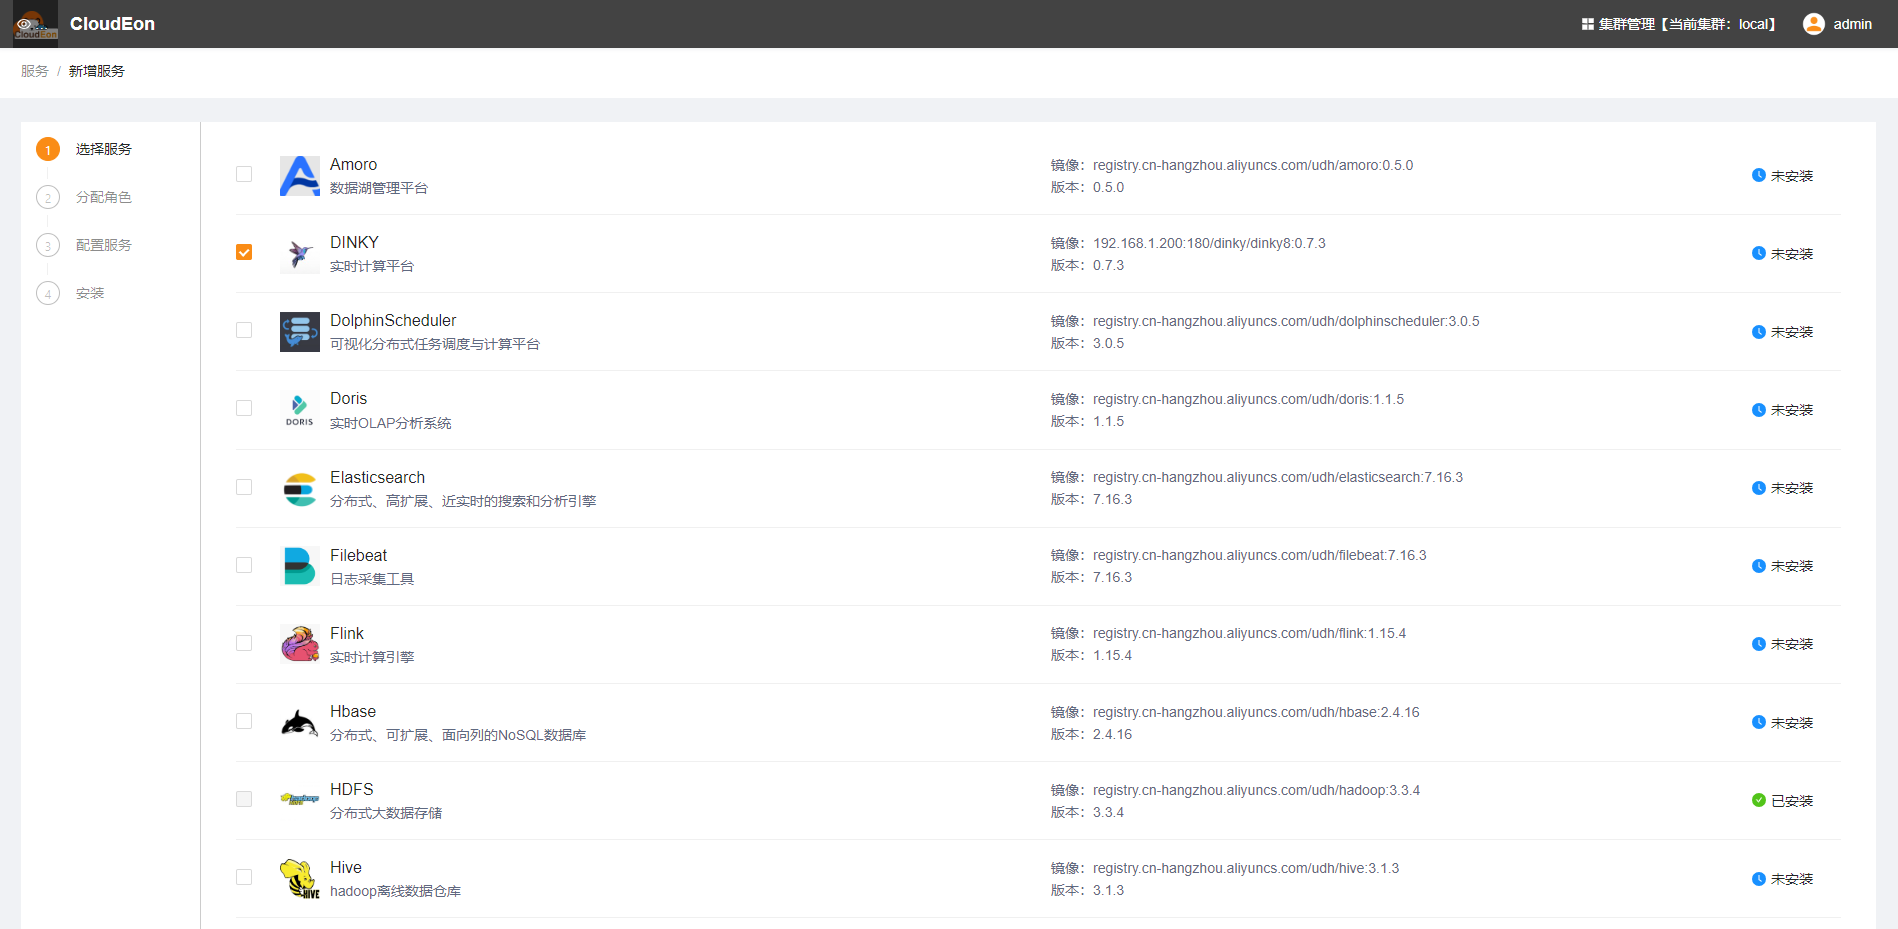 CloudEon
CloudEon
集群管理【当前集群：local】
admin
服务 / 新增服务
1 选择服务
2 分配角色
3 配置服务
4 安装
Amoro
数据湖管理平台
镜像：registry.cn-hangzhou.aliyuncs.com/udh/amoro:0.5.0
版本：0.5.0
未安装
DINKY
实时计算平台
镜像：192.168.1.200:180/dinky/dinky8:0.7.3
版本：0.7.3
未安装
DolphinScheduler
可视化分布式任务调度与计算平台
镜像：registry.cn-hangzhou.aliyuncs.com/udh/dolphinscheduler:3.0.5
版本：3.0.5
未安装
DORIS
Doris
实时OLAP分析系统
镜像：registry.cn-hangzhou.aliyuncs.com/udh/doris:1.1.5
版本：1.1.5
未安装
Elasticsearch
分布式、高扩展、近实时的搜索和分析引擎
镜像：registry.cn-hangzhou.aliyuncs.com/udh/elasticsearch:7.16.3
版本：7.16.3
未安装
Filebeat
日志采集工具
镜像：registry.cn-hangzhou.aliyuncs.com/udh/filebeat:7.16.3
版本：7.16.3
未安装
Flink
实时计算引擎
镜像：registry.cn-hangzhou.aliyuncs.com/udh/flink:1.15.4
版本：1.15.4
未安装
Hbase
分布式、可扩展、面向列的NoSQL数据库
镜像：registry.cn-hangzhou.aliyuncs.com/udh/hbase:2.4.16
版本：2.4.16
未安装
HDFS
分布式大数据存储
镜像：registry.cn-hangzhou.aliyuncs.com/udh/hadoop:3.3.4
版本：3.3.4
已安装
HIVE
Hive
hadoop离线数据仓库
镜像：registry.cn-hangzhou.aliyuncs.com/udh/hive:3.1.3
版本：3.1.3
未安装